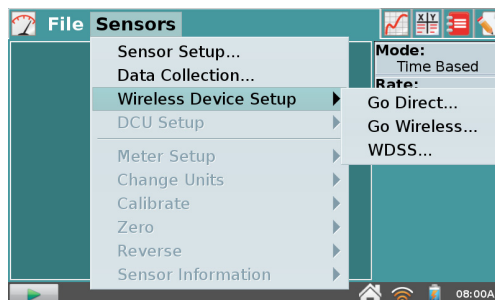 File Sensors
Sensor Setup...
Data Collection...
Wireless Device Setup
DCU Setup
Meter Setup
Change Units
Calibrate
Zero
Reverse
Sensor Information
Go Direct...
Go Wireless...
WDSS...
X Y
Mode:
Time Based
Rate:
08:00A